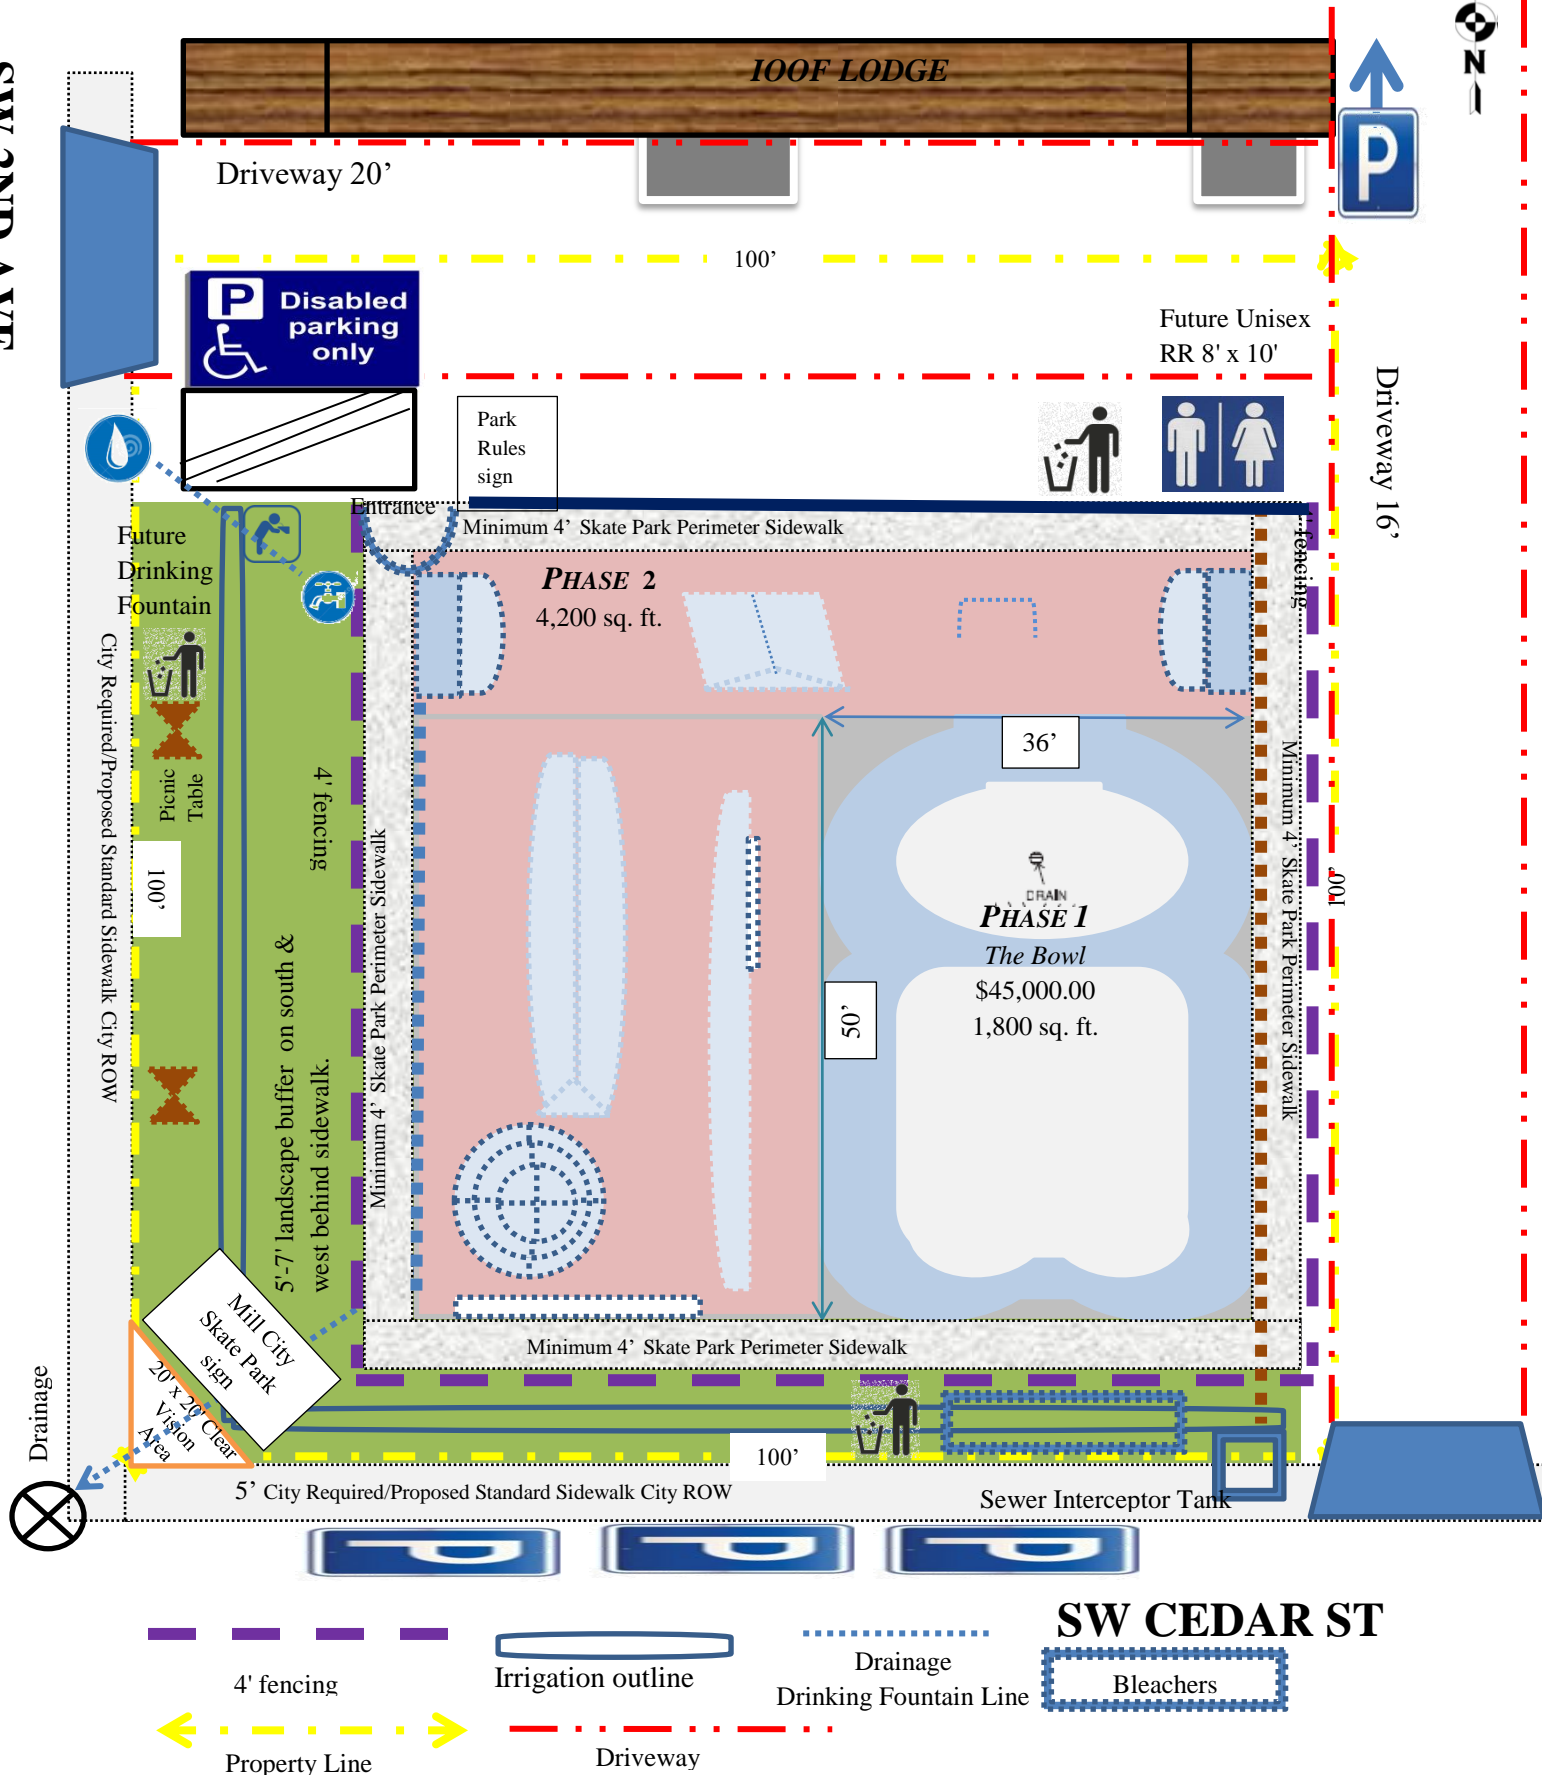 IOOF LODGE
N
SW 2ND AVE
P
Driveway 20’
100’
P Disabled
parking
only
Future Unisex
RR 8' x 10'
Driveway 16’
Park
Rules
sign
Entrance
Minimum 4’ Skate Park Perimeter Sidewalk
fencing
Future
Drinking
Fountain
PHASE 2
4,200 sq. ft.
36’
City Required/Proposed Standard Sidewalk City ROW
Picnic
Table
4' fencing
100’
Minimum 4’ Skate Park Perimeter Sidewalk
50’
DRAIN
PHASE 1
The Bowl
$45,000.00
1,800 sq. ft.
Minimum 4’ Skate Park Perimeter Sidewalk
100’
5'-7' landscape buffer on south &
west behind sidewalk.
Mill City
Skate Park
sign
20' x 20' Clear
Vision
Area
Minimum 4’ Skate Park Perimeter Sidewalk
Drainage
100’
5’ City Required/Proposed Standard Sidewalk City ROW
Sewer Interceptor Tank
P
P
P
SW CEDAR ST
4' fencing
Irrigation outline
Drainage
Drinking Fountain Line
Bleachers
Property Line
Driveway